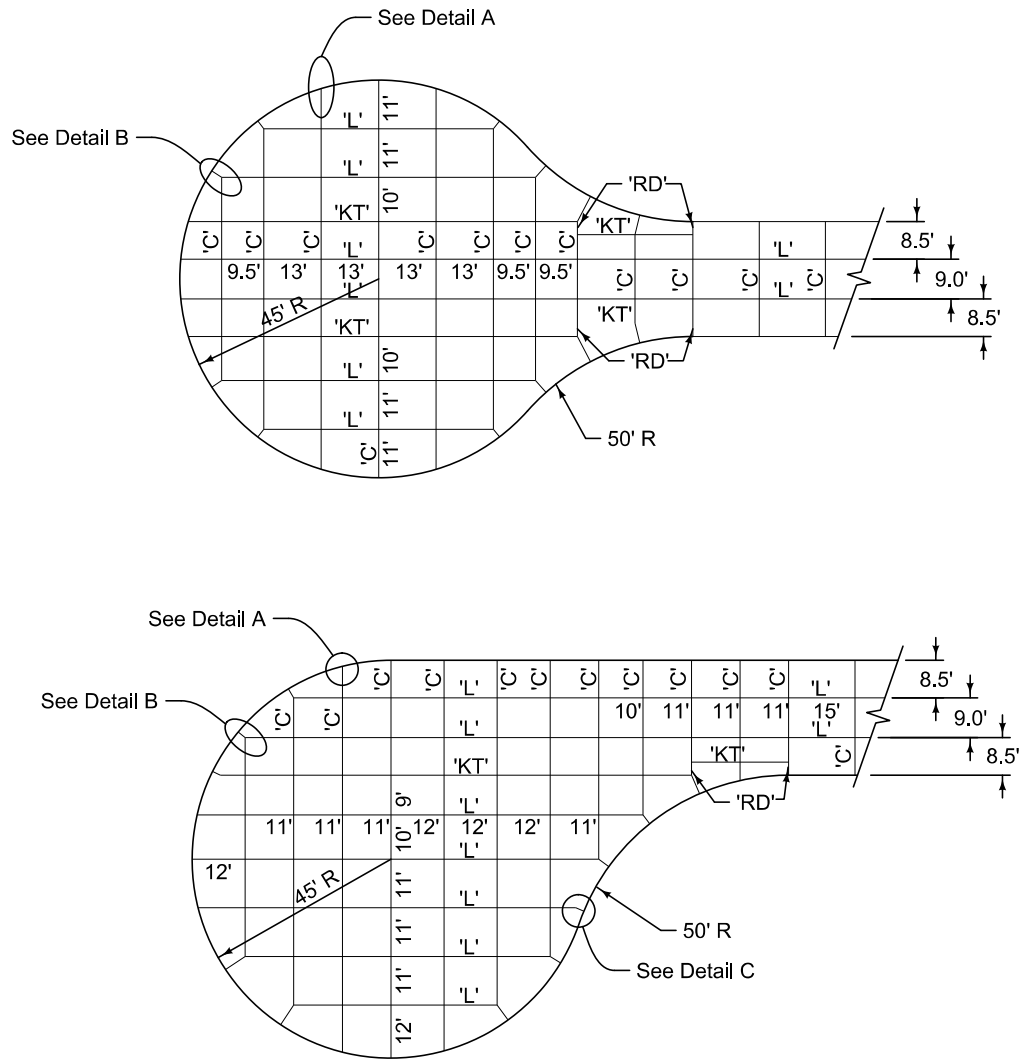 See Detail A
See Detail B
'L' 11'
'L' 11'
'KT' 10'
'RD'
'KT'
'C' 'C' 'C' 'L' 'C' 'C' 'C' 'C' 'L' 8.5'
9.5' 13' 13' 13' 13' 9.5' 9.5' 'C' 'C' 'C' 'C' 9.0'
'L' 'L'
45' R
'KT' 'KT' 8.5'
'RD'
'L' 10'
'L' 11'
50' R
'C' 11'
See Detail A
See Detail B
'C' 'C' 'L' 'C' 'C' 'C' 'C' 'C' 'C' 'C' 'L' 8.5'
10' 11' 11' 11' 15'
'C' 'C' 'L' 'L' 9.0'
'KT' 'KT' 'C' 8.5'
'RD'
9' 'L'
11' 11' 11' 12' 12' 12' 11'
10' 'L'
12'
45' R
11' 'L'
50' R
11' 'L'
See Detail C
11' 'L'
12'